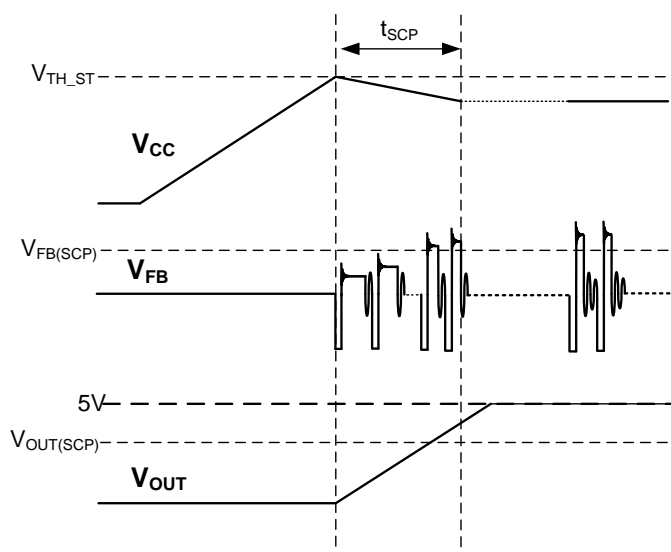 tSCP
VTH_ST
VCC
VFB(SCP)
VFB
5V
VOUT(SCP)
VOUT